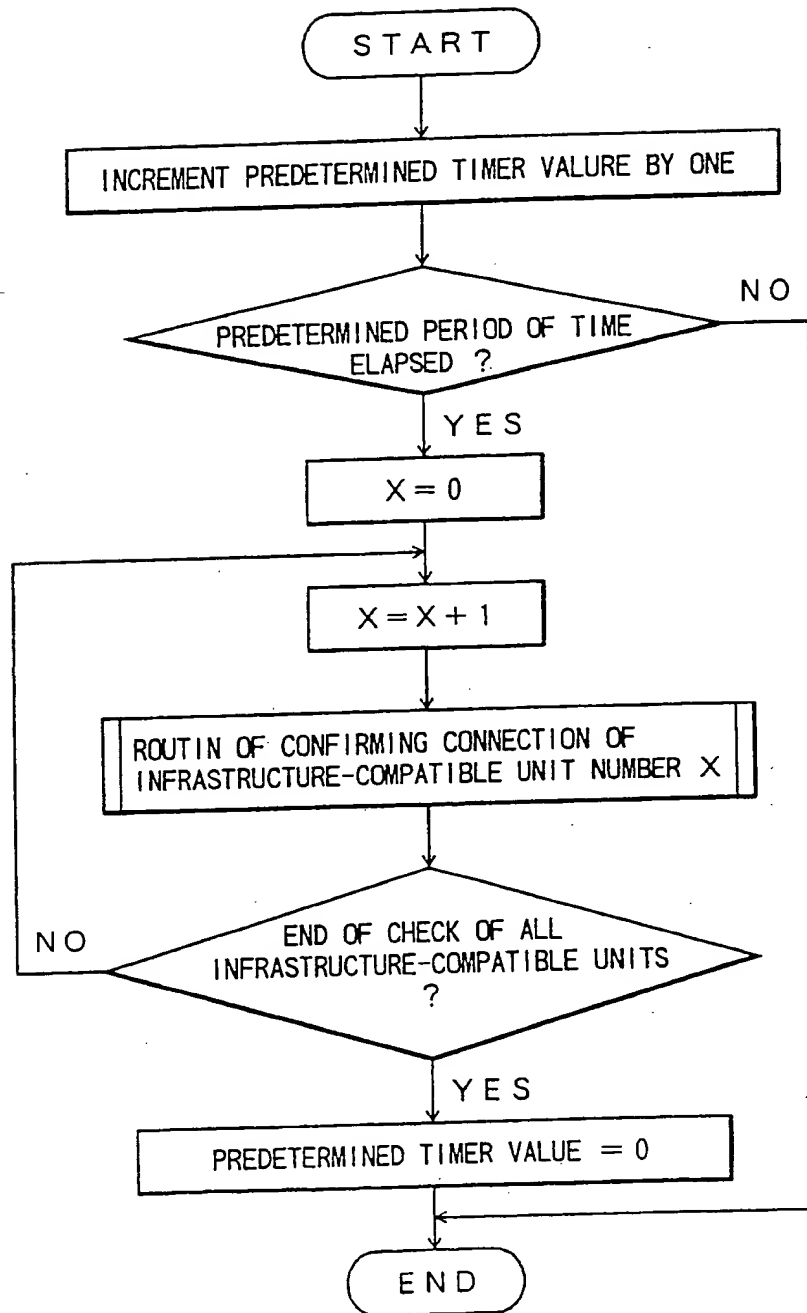 START
INCREMENT PREDETERMINED TIMER VALURE BY ONE
NO
PREDETERMINED PERIOD OF TIME
ELAPSED ?
YES
X = 0
X = X + 1
ROUTIN OF CONFIRMING CONNECTION OF
INFRASTRUCTURE-COMPATIBLE UNIT NUMBER X
NO
END OF CHECK OF ALL
INFRASTRUCTURE-COMPATIBLE UNITS
?
YES
PREDETERMINED TIMER VALUE = 0
END